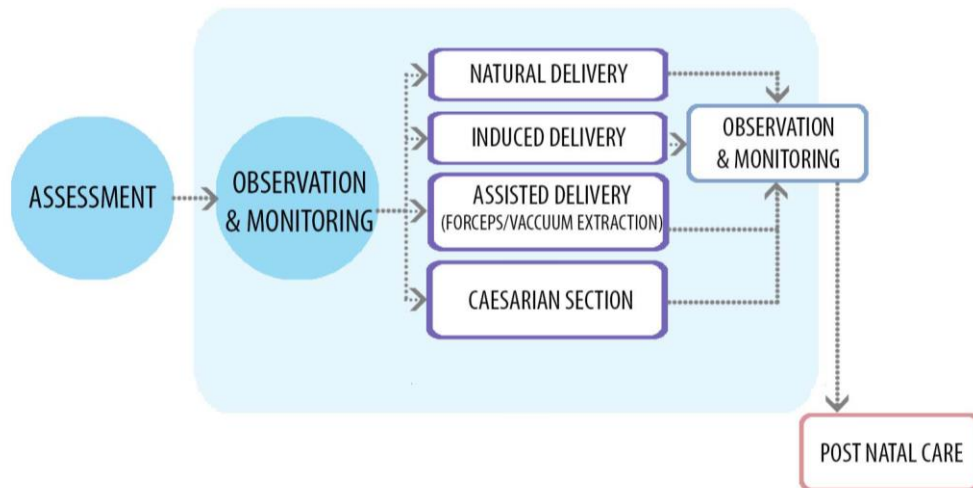 ASSESSMENT
OBSERVATION
& MONITORING
NATURAL DELIVERY
INDUCED DELIVERY
ASSISTED DELIVERY
(FORCEPS/VACCUUM EXTRACTION)
CAESARIAN SECTION
OBSERVATION
& MONITORING
POST NATAL CARE